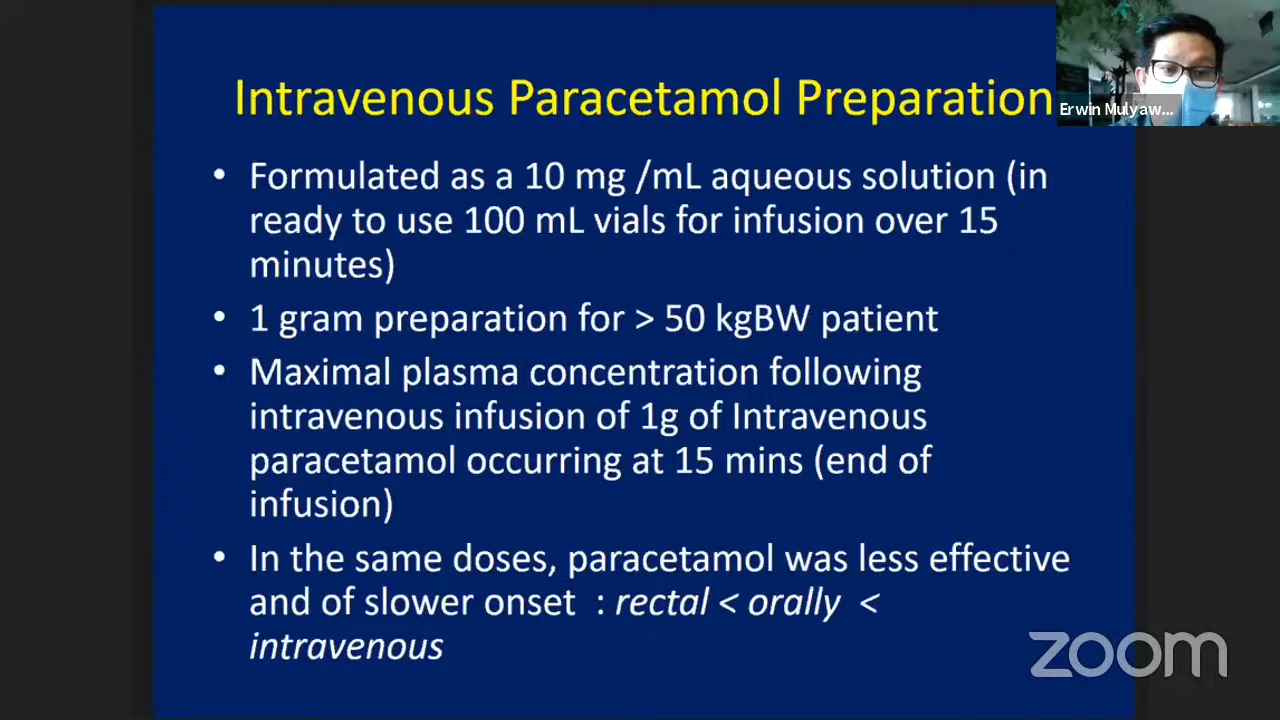 Intravenous Paracetamol Preparation
Erwin Mulyaw...
• Formulated as a 10 mg /mL aqueous solution (in
ready to use 100 mL vials for infusion over 15
minutes)
• 1 gram preparation for > 50 kgBW patient
• Maximal plasma concentration following
intravenous infusion of 1g of Intravenous
paracetamol occurring at 15 mins (end of
infusion)
• In the same doses, paracetamol was less effective
and of slower onset  : rectal < orally  <
intravenous
zoom